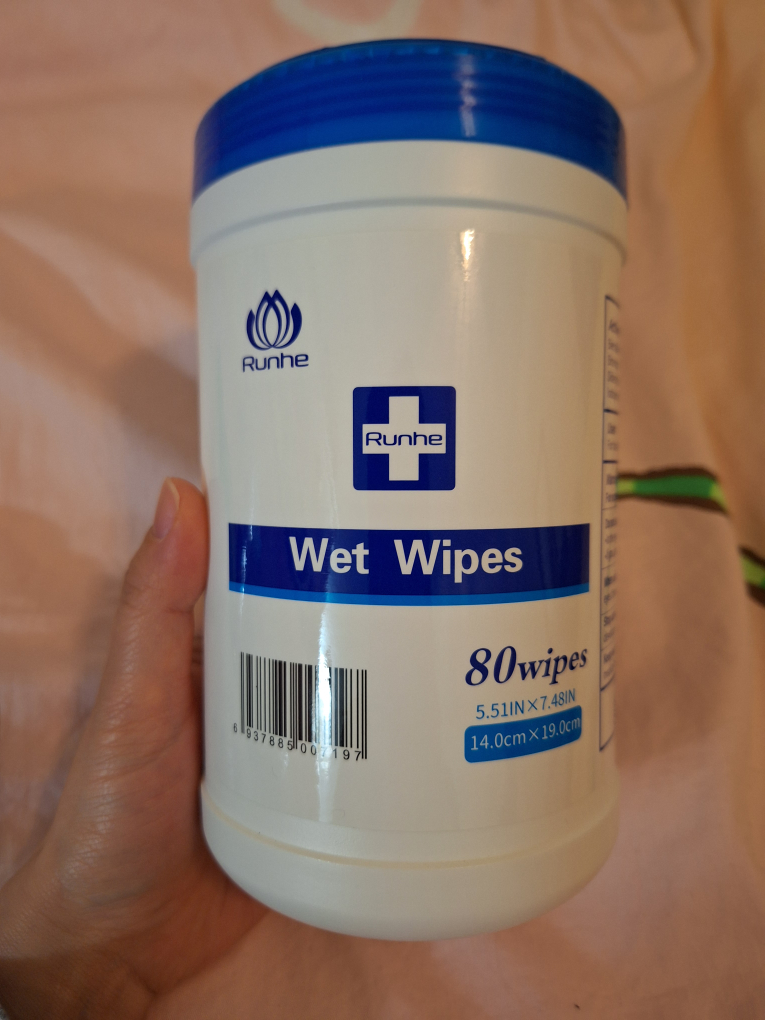 Runhe
Runhe
Wet Wipes
80wipes
5.51IN×7.48IN
14.0cm×19.0cm
6 937885 007197